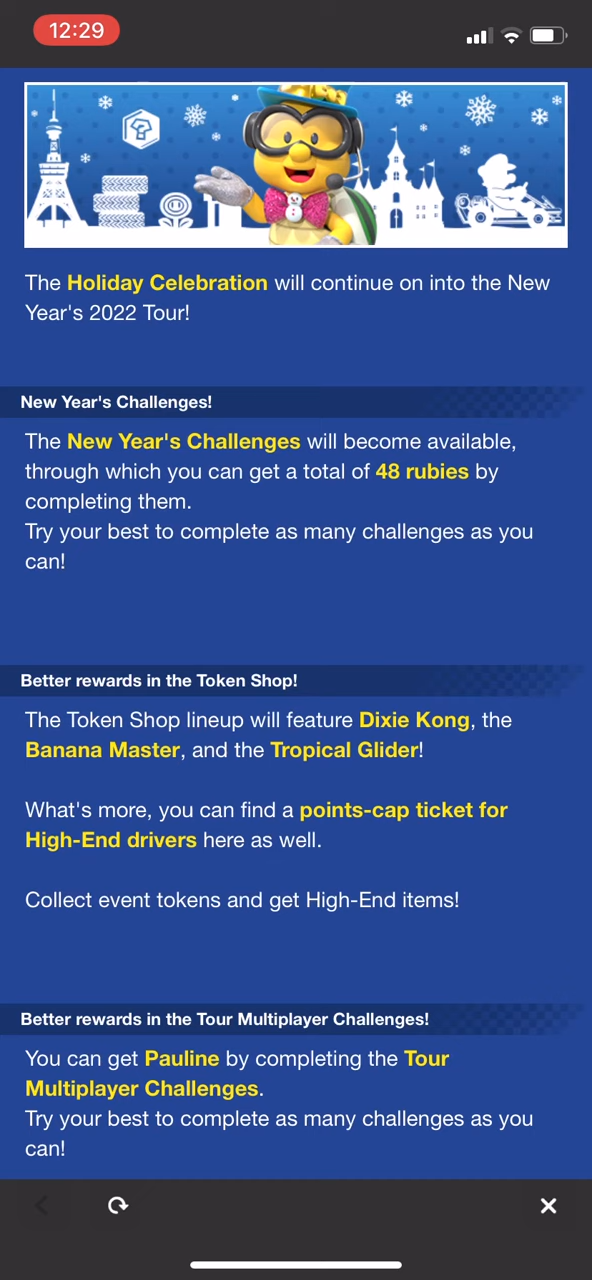 12:29
The Holiday Celebration will continue on into the New
Year's 2022 Tour!
New Year's Challenges!
The New Year's Challenges will become available,
through which you can get a total of 48 rubies by
completing them.
Try your best to complete as many challenges as you
can!
Better rewards in the Token Shop!
The Token Shop lineup will feature Dixie Kong, the
Banana Master, and the Tropical Glider!
What's more, you can find a points-cap ticket for
High-End drivers here as well.
Collect event tokens and get High-End items!
Better rewards in the Tour Multiplayer Challenges!
You can get Pauline by completing the Tour
Multiplayer Challenges.
Try your best to complete as many challenges as you
can!